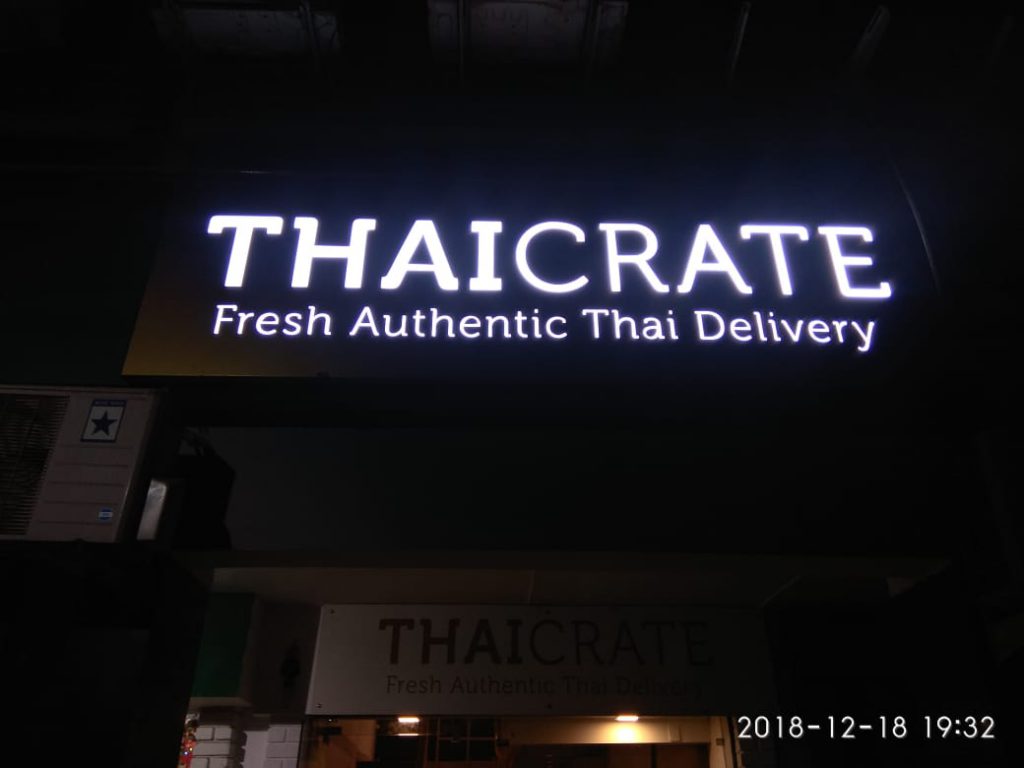 THAICRATE
Fresh Authentic Thai Delivery
THAICRATE
Fresh Authentic Thai Delivery
2018-12-18 19:32